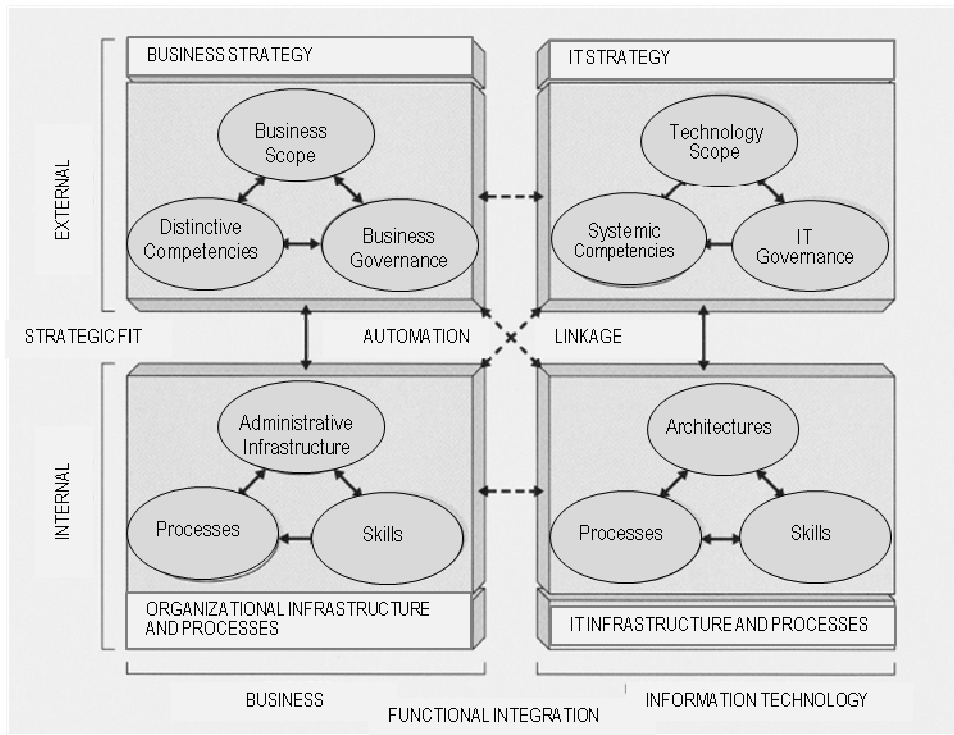 BUSINESS STRATEGY
IT STRATEGY
EXTERNAL
Business
Scope
Distinctive
Competencies
Business
Governance
Technology
Scope
Systemic
Competencies
IT
Governance
STRATEGIC FIT
AUTOMATION
LINKAGE
INTERNAL
Administrative
Infrastructure
Processes
Skills
Architectures
Processes
Skills
ORGANIZATIONAL INFRASTRUCTURE
AND PROCESSES
IT INFRASTRUCTURE AND PROCESSES
BUSINESS
INFORMATION TECHNOLOGY
FUNCTIONAL INTEGRATION